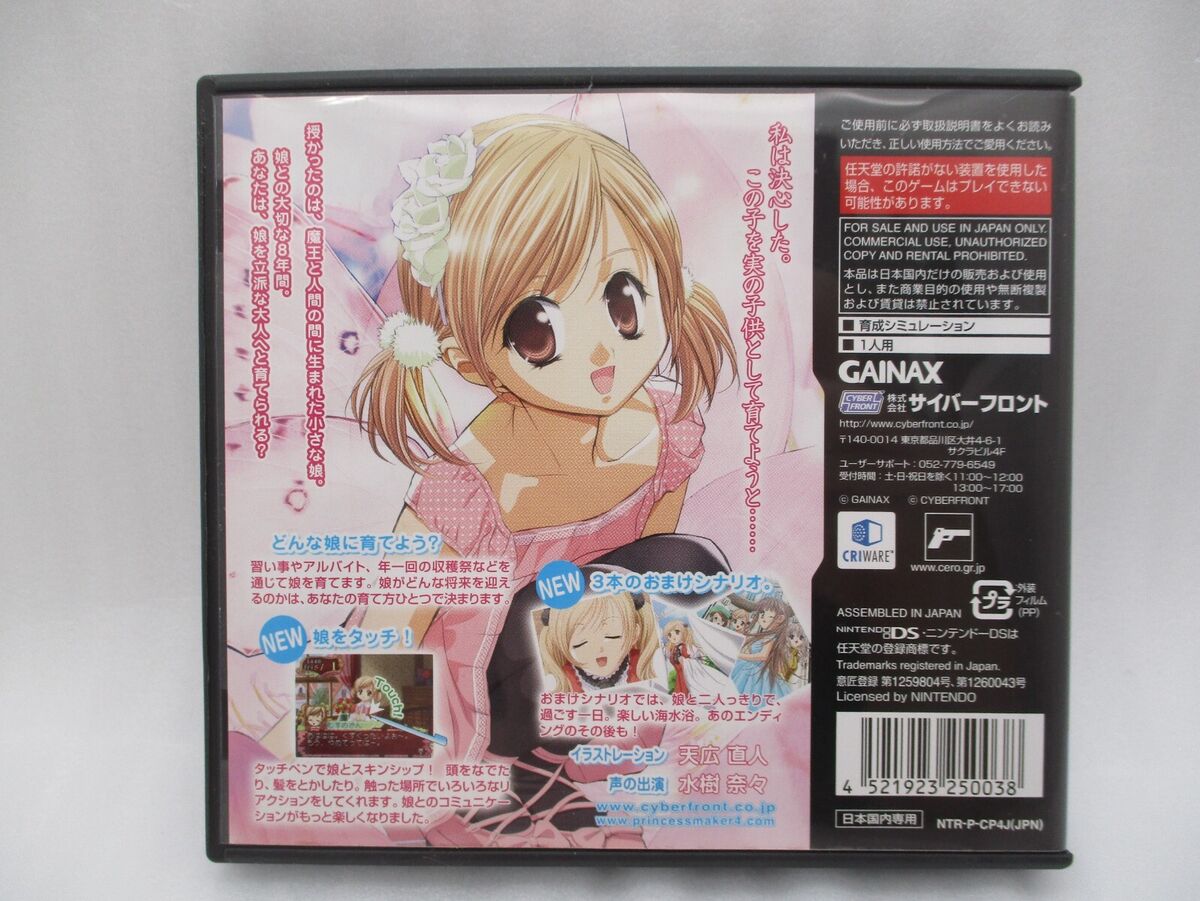 私は決心した。
この子を実の子供として育てようと……
授かったのは、魔王と人間の間に生まれた小さな娘。
娘との大切な8年間。
あなたは、娘を立派な大人へと育てられる?
どんな娘に育てよう?
習い事やアルバイト、年一回の収穫祭などを
通じて娘を育てます。娘がどんな将来を迎え
るのかは、あなたの育て方ひとつで決まります。
NEW 娘をタッチ!
Touch!
タッチペンで娘とスキンシップ! 頭をなでた
り、髪をとかしたり。触った場所でいろいろなリ
アクションをしてくれます。娘とのコミュニケー
ションがもっと楽しくなりました。
NEW 3本のおまけシナリオ。
おまけシナリオでは、娘と二人っきりで、
過ごす一日。楽しい海水浴。あのエンディ
ングのその後も!
イラストレーション 天広 直人
声の出演 水樹 奈々
www.cyberfront.co.jp
www.princessmaker4.com
ご使用前に必ず取扱説明書をよくお読み
いただき、正しい使用方法でご愛用ください。
任天堂の許諾がない装置を使用した
場合、このゲームはプレイできない
可能性があります。
FOR SALE AND USE IN JAPAN ONLY.
COMMERCIAL USE, UNAUTHORIZED
COPY AND RENTAL PROHIBITED.
本品は日本国内だけの販売および使用
とし、また商業目的の使用や無断複製
および賃貸は禁止されています。
■ 育成シミュレーション
■ 1人用
GAINAX
CYBER FRONT 株式会社 サイバーフロント
http://www.cyberfront.co.jp/
〒140-0014 東京都品川区大井4-6-1
サクラビル4F
ユーザーサポート:052-779-6549
受付時間:土・日・祝日を除く11:00〜12:00
13:00〜17:00
© GAINAX © CYBERFRONT
CRIWARE™
www.cero.gr.jp
ASSEMBLED IN JAPAN
プラ
外装
フィルム
(PP)
NINTENDO DS・ニンテンドーDSは
任天堂の登録商標です。
Trademarks registered in Japan.
意匠登録 第1259804号、第1260043号
Licensed by NINTENDO
4 521923 250038
日本国内専用
NTR-P-CP4J(JPN)